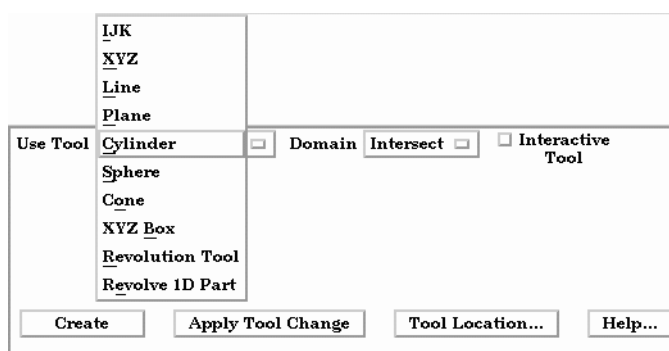 IJK
XYZ
Line
Plane
Use Tool Cylinder Domain Intersect Interactive
Tool
Sphere
Cone
XYZ Box
Revolution Tool
Revolve 1D Part
Create Apply Tool Change Tool Location... Help...